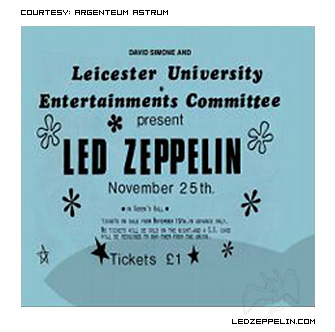 COURTESY: ARGENTEUM ASTRUM
DAVID SIMONE AND
Leicester University
Entertainments Committee
present
LED ZEPPELIN
November 25th.
IN QUEEN'S HALL
TICKETS ON SALE FROM NOVEMBER 15TH. IN ADVANCE ONLY.
NO TICKETS WILL BE SOLD ON THE NIGHT AND A S.U. CARD
WILL BE REQUIRED TO BUY THEM FROM THE UNION.
Tickets £1
LEDZEPPELIN.COM